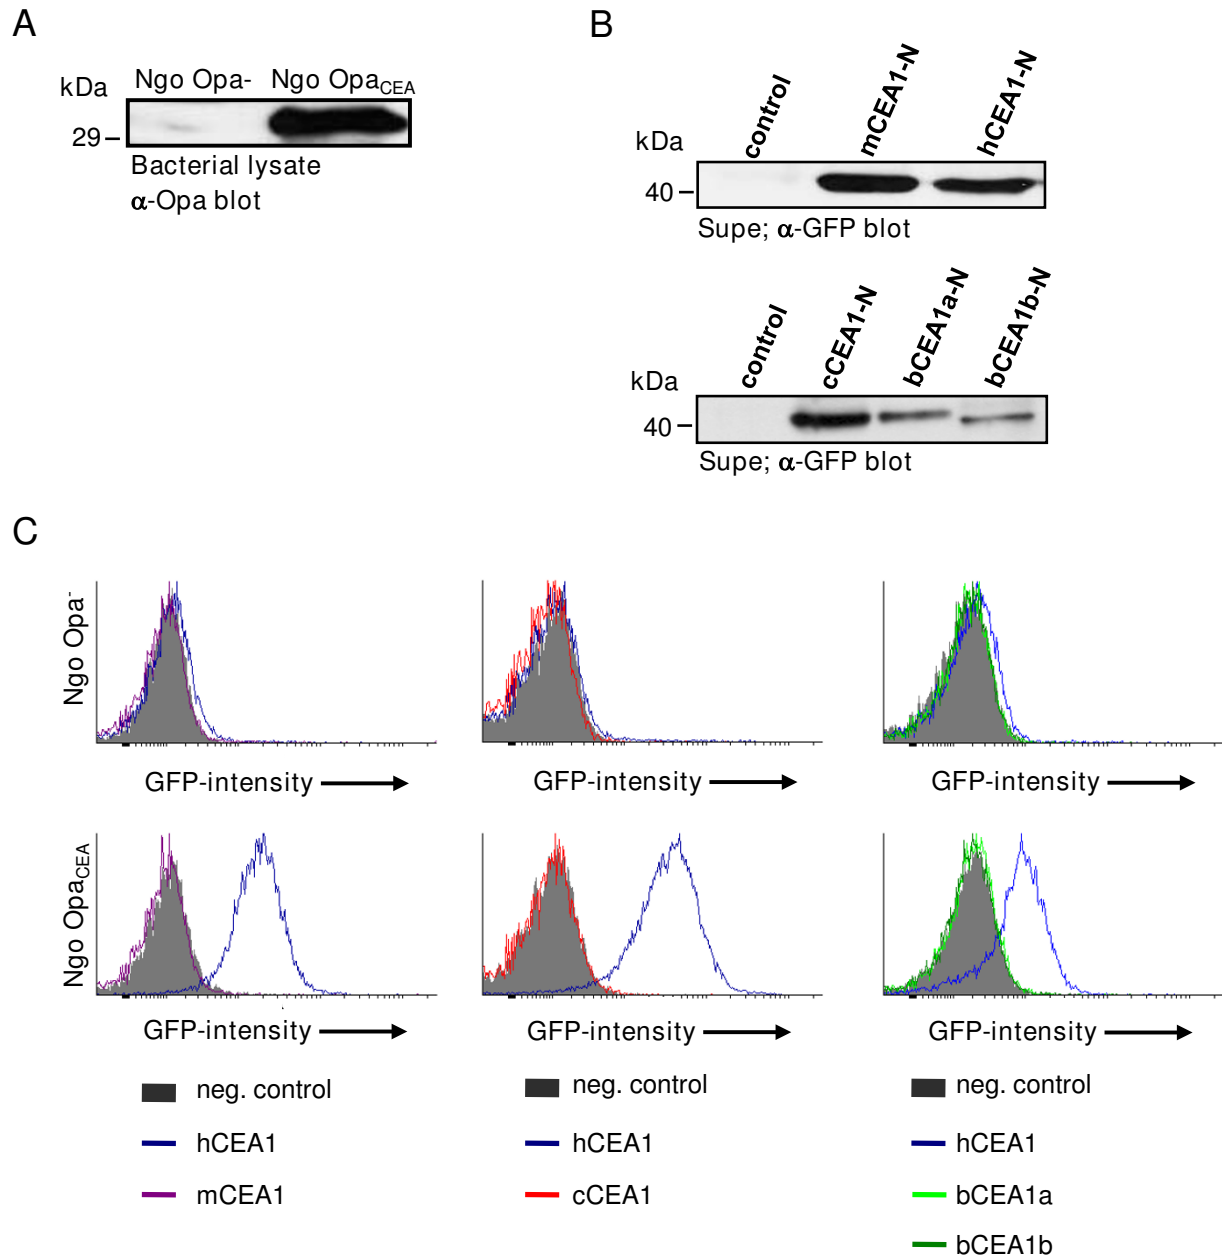 A
kDa
Ngo Opa- Ngo OpaCEA
29
Bacterial lysate
α-Opa blot
B
control
mCEA1-N
hCEA1-N
kDa
40
Supe; α-GFP blot
control
cCEA1-N
bCEA1a-N
bCEA1b-N
kDa
40
Supe; α-GFP blot
C
Ngo Opa-
GFP-intensity
GFP-intensity
GFP-intensity
Ngo OpaCEA
GFP-intensity
GFP-intensity
GFP-intensity
neg. control
hCEA1
mCEA1
neg. control
hCEA1
cCEA1
neg. control
hCEA1
bCEA1a
bCEA1b